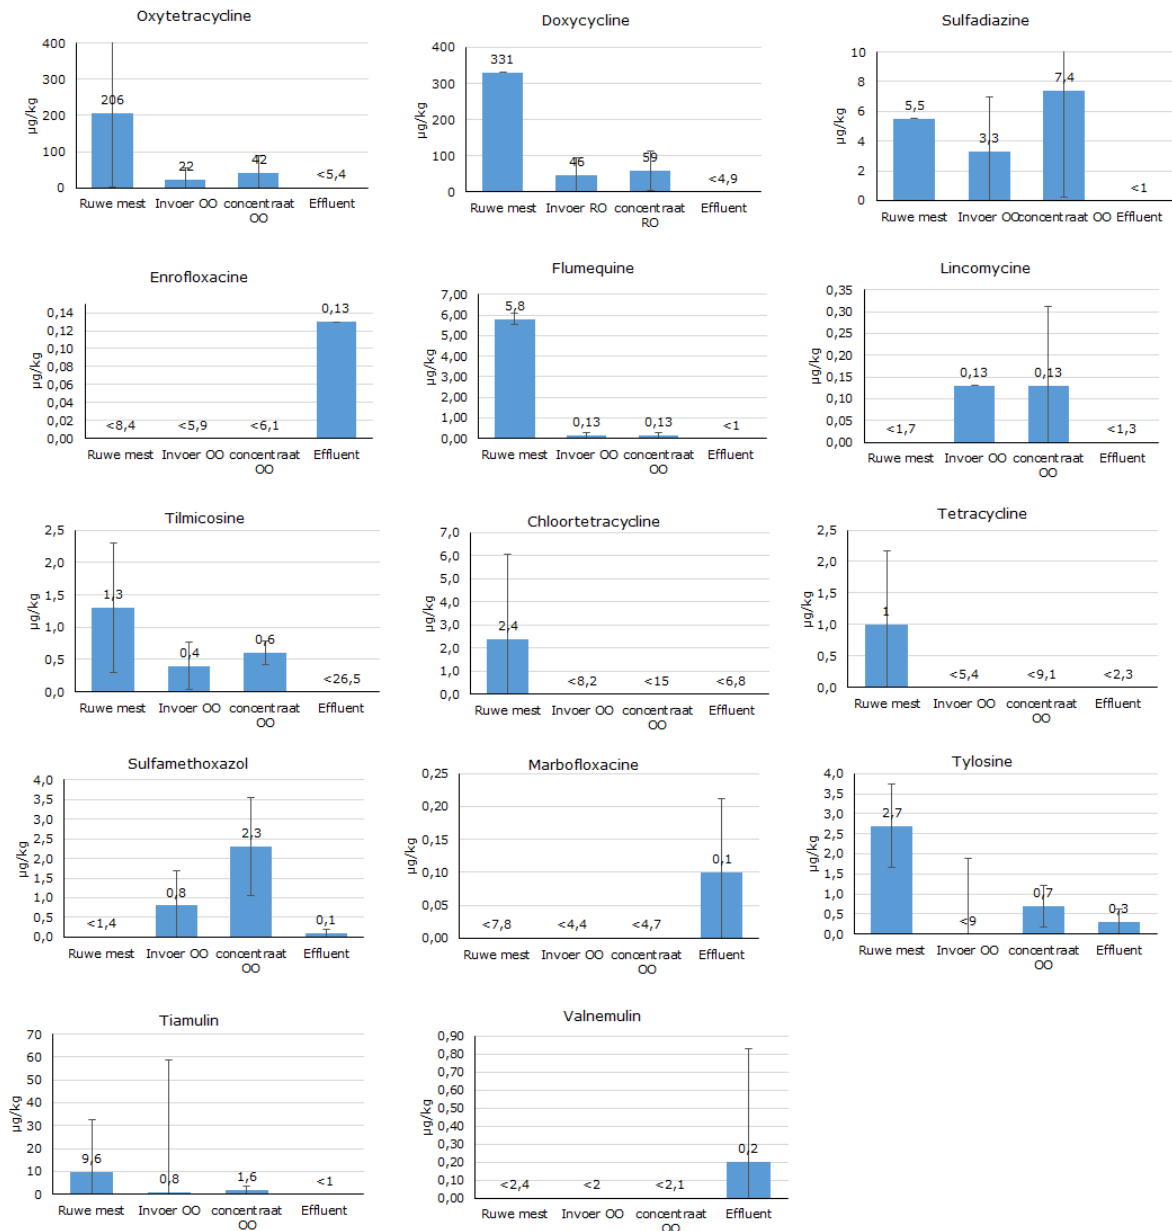 Oxytetracycline
µg/kg
400
300
200
100
0
206
22
42
<5,4
Ruwe mest
Invoer OO
concentraat
OO
Effluent
Doxycycline
µg/kg
400
300
200
100
0
331
46
59
<4,9
Ruwe mest
Invoer RO
concentraat
RO
Effluent
Sulfadiazine
µg/kg
10
8
6
4
2
0
5,5
3,3
7,4
<1
Ruwe mest
Invoer OO
concentraat OO
Effluent
Enrofloxacine
µg/kg
0,14
0,12
0,10
0,08
0,06
0,04
0,02
0,00
<8,4
<5,9
<6,1
0,13
Ruwe mest
Invoer OO
concentraat
OO
Effluent
Flumequine
µg/kg
7,00
6,00
5,00
4,00
3,00
2,00
1,00
0,00
5,8
0,13
0,13
<1
Ruwe mest
Invoer OO
concentraat
OO
Effluent
Lincomycine
µg/kg
0,35
0,30
0,25
0,20
0,15
0,10
0,05
0,00
<1,7
0,13
0,13
<1,3
Ruwe mest
Invoer OO
concentraat
OO
Effluent
Tilmicosine
µg/kg
2,5
2,0
1,5
1,0
0,5
0,0
1,3
0,4
0,6
<26,5
Ruwe mest
Invoer OO
concentraat
OO
Effluent
Chloortetracycline
µg/kg
7,0
6,0
5,0
4,0
3,0
2,0
1,0
0,0
2,4
<8,2
<15
<6,8
Ruwe mest
Invoer OO
concentraat
OO
Effluent
Tetracycline
µg/kg
2,5
2,0
1,5
1,0
0,5
0,0
1
<5,4
<9,1
<2,3
Ruwe mest
Invoer OO
concentraat
OO
Effluent
Sulfamethoxazol
µg/kg
4,0
3,5
3,0
2,5
2,0
1,5
1,0
0,5
0,0
<1,4
0,8
2,3
0,1
Ruwe mest
Invoer OO
concentraat
OO
Effluent
Marbofloxacine
µg/kg
0,25
0,20
0,15
0,10
0,05
0,00
<7,8
<4,4
<4,7
0,1
Ruwe mest
Invoer OO
concentraat
OO
Effluent
Tylosine
µg/kg
4,0
3,5
3,0
2,5
2,0
1,5
1,0
0,5
0,0
2,7
<9
0,7
0,3
Ruwe mest
Invoer OO
concentraat
OO
Effluent
Tiamulin
µg/kg
70
60
50
40
30
20
10
0
9,6
0,8
1,6
<1
Ruwe mest
Invoer OO
concentraat
OO
Effluent
Valnemulin
µg/kg
0,90
0,80
0,70
0,60
0,50
0,40
0,30
0,20
0,10
0,00
<2,4
<2
<2,1
0,2
Ruwe mest
Invoer OO
concentraat
OO
Effluent